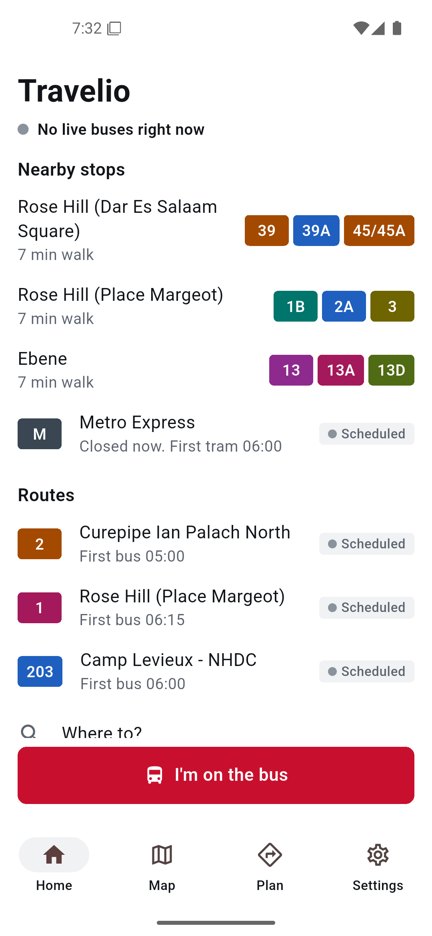 7:32
Travelio
No live buses right now
Nearby stops
Rose Hill (Dar Es Salaam
Square)
7 min walk
39 39A 45/45A
Rose Hill (Place Margeot)
7 min walk
1B 2A 3
Ebene
7 min walk
13 13A 13D
M
Metro Express
Closed now. First tram 06:00
Scheduled
Routes
2
Curepipe Ian Palach North
First bus 05:00
Scheduled
1
Rose Hill (Place Margeot)
First bus 06:15
Scheduled
203
Camp Levieux - NHDC
First bus 06:00
Scheduled
Where to?
I'm on the bus
Home Map Plan Settings